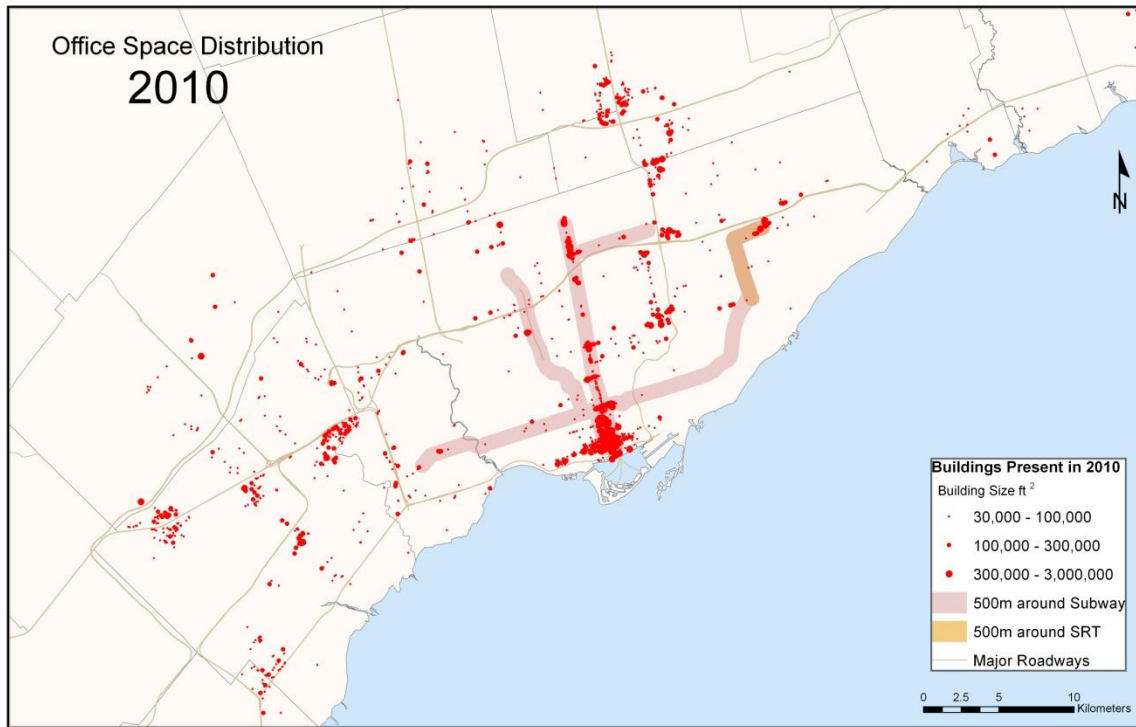 Office Space Distribution
2010
N
Buildings Present in 2010
Building Size ft 2
30,000 - 100,000
100,000 - 300,000
300,000 - 3,000,000
500m around Subway
500m around SRT
Major Roadways
0 2.5 5 10
Kilometers